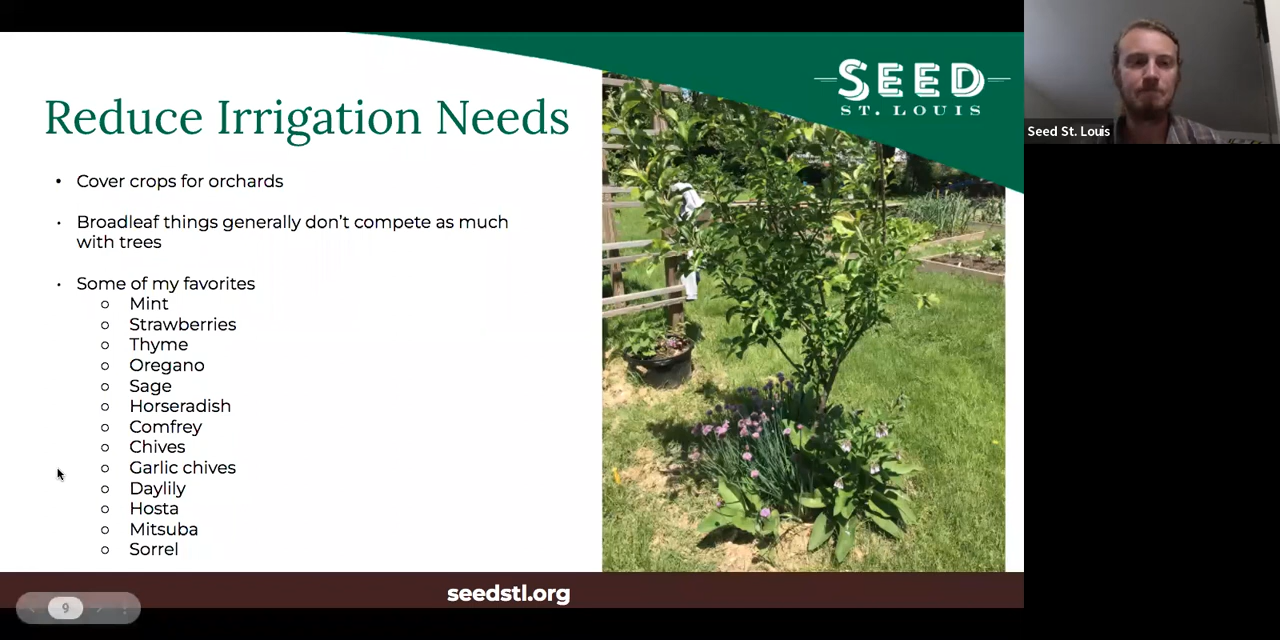 SEED
ST. LOUIS
Seed St. Louis
Reduce Irrigation Needs
• Cover crops for orchards
• Broadleaf things generally don’t compete as much
with trees
• Some of my favorites
○ Mint
○ Strawberries
○ Thyme
○ Oregano
○ Sage
○ Horseradish
○ Comfrey
○ Chives
○ Garlic chives
○ Daylily
○ Hosta
○ Mitsuba
○ Sorrel
seedstl.org
9